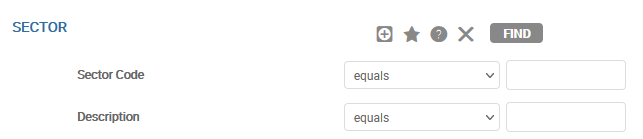 SECTOR
? FIND
Sector Code equals
Description equals